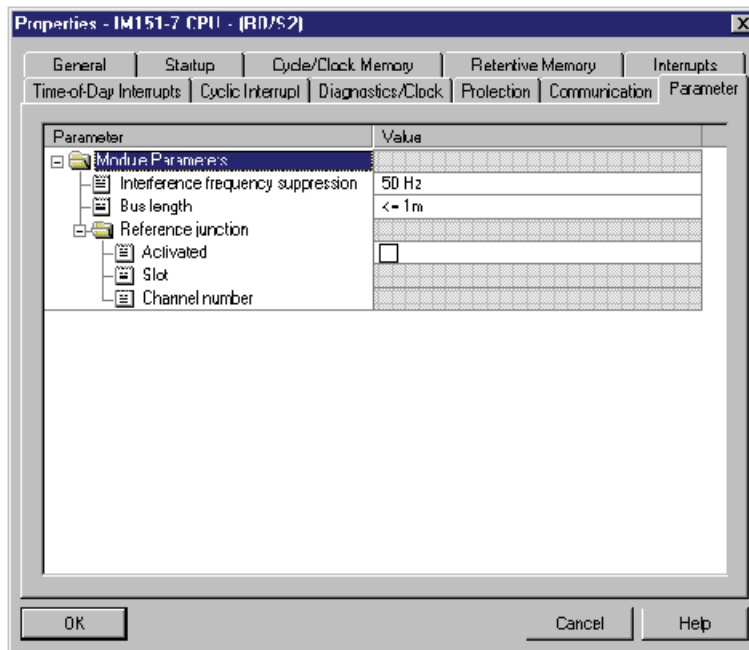 Properties - IM151-7 CPU - (R0/S2)
General Startup Cycle/Clock Memory Retentive Memory Interrupts
Time-of-Day Interrupts Cyclic Interrupt Diagnostics/Clock Protection Communication Parameter
Parameter Value
Module Parameters
Interference frequency suppression 50 Hz
Bus length <= 1m
Reference junction
Activated
Slot
Channel number
OK Cancel Help